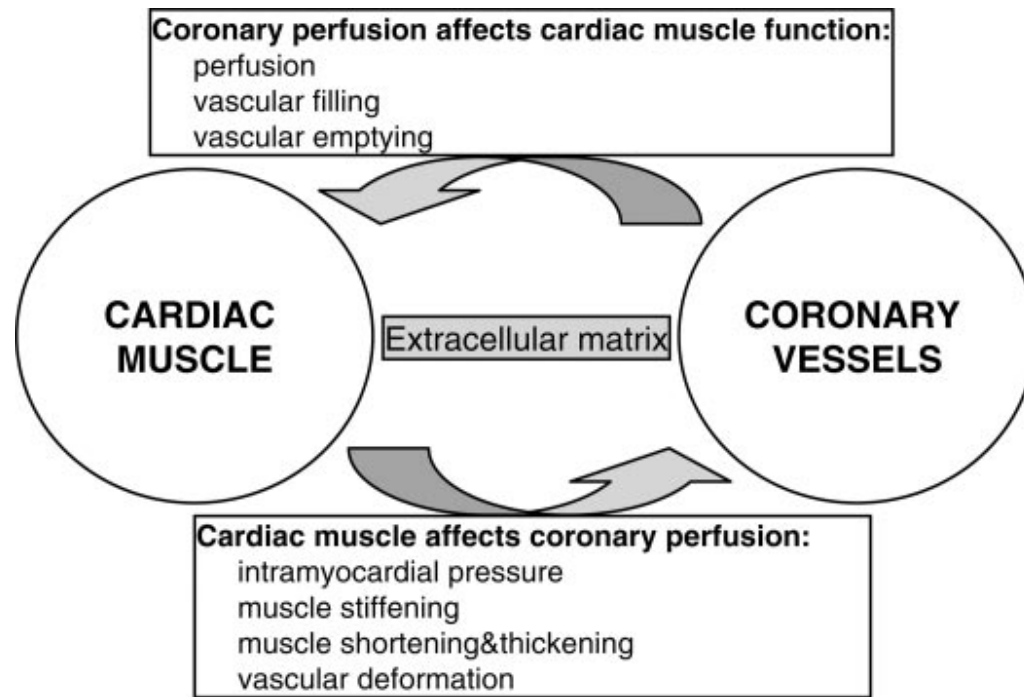 Coronary perfusion affects cardiac muscle function:
perfusion
vascular filling
vascular emptying
CARDIAC
MUSCLE
Extracellular matrix
CORONARY
VESSELS
Cardiac muscle affects coronary perfusion:
intramyocardial pressure
muscle stiffening
muscle shortening&thickening
vascular deformation